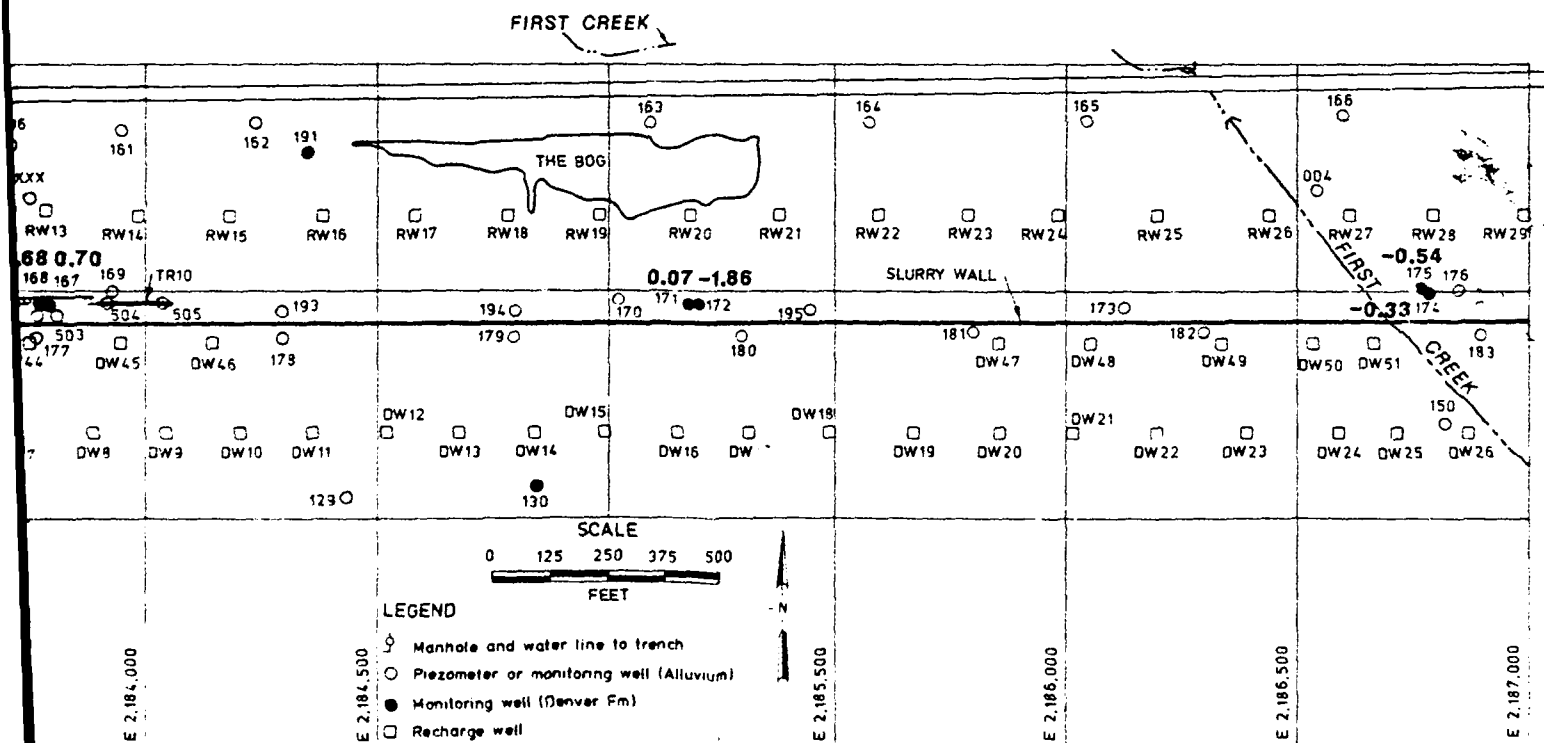 FIRST CREEK
163
164
165
166
161
162
191
THE BOG
004
XXX
RW13
RW14
RW15
RW16
RW17
RW18
RW19
RW20
RW21
RW22
RW23
RW24
RW25
RW26
RW27
RW28
RW29
FIRST
CREEK
68 0.70
168 167
169
TR10
0.07 -1.86
SLURRY WALL
-0.54
175 176
504
505
193
194
170
171
172
195
173
-0.33
174
503
177
44
DW45
DW46
178
179
180
181
DW47
DW48
182
DW49
DW50
DW51
183
150
DW12
DW15
DW18
DW21
7
DW8
DW9
DW10
DW11
DW13
DW14
DW16
DW
DW19
DW20
DW22
DW23
DW24
DW25
DW26
129
130
SCALE
0 125 250 375 500
FEET
N
LEGEND
Manhole and water line to trench
Piezometer or monitoring well (Alluvium)
Monitoring well (Denver Fm)
Recharge well
E 2,184,000
E 2,184,500
E 2,185,500
E 2,186,000
E 2,186,500
E 2,187,000